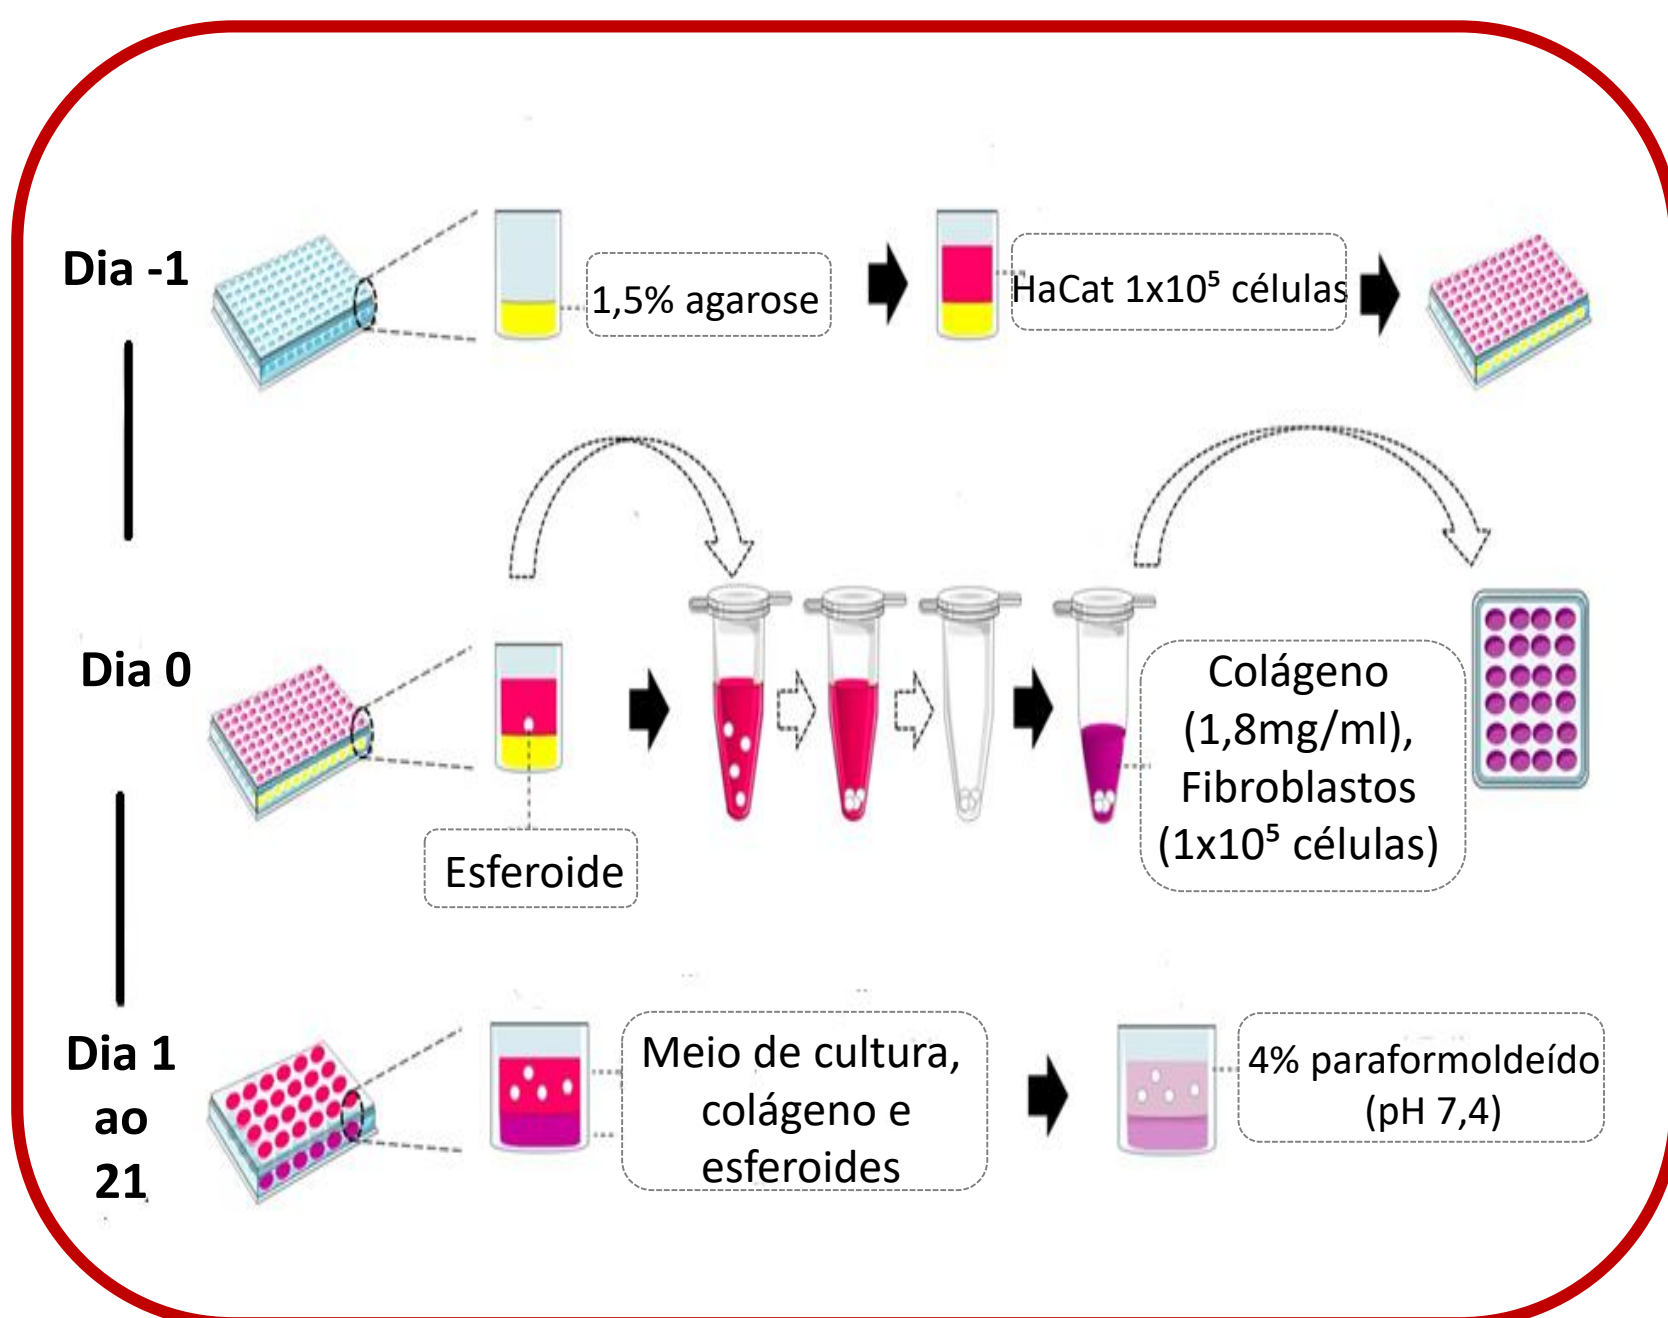 Dia -1
1,5% agarose
HaCat 1x10⁵ células
Dia 0
Esferoide
Colágeno
(1,8mg/ml),
Fibroblastos
(1x10⁵ células)
Dia 1
ao
21
Meio de cultura,
colágeno e
esferoides
4% paraformoldeído
(pH 7,4)